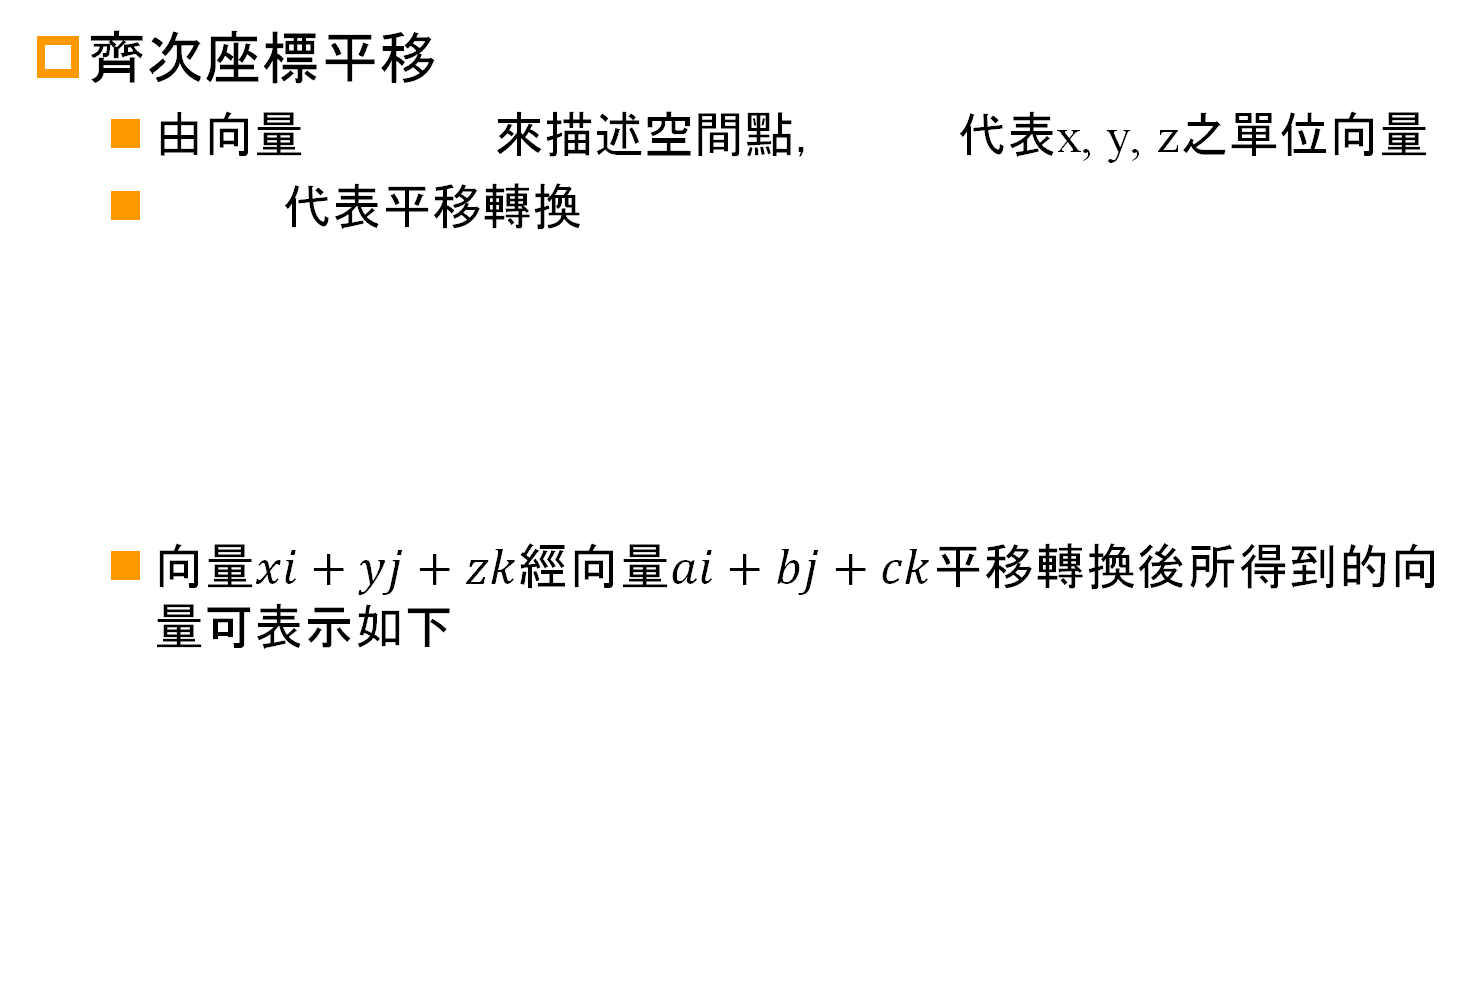 齊次座標平移
由向量 來描述空間點, 代表x, y, z之單位向量
代表平移轉換
向量xi + yj + zk經向量ai + bj + ck平移轉換後所得到的向
量可表示如下